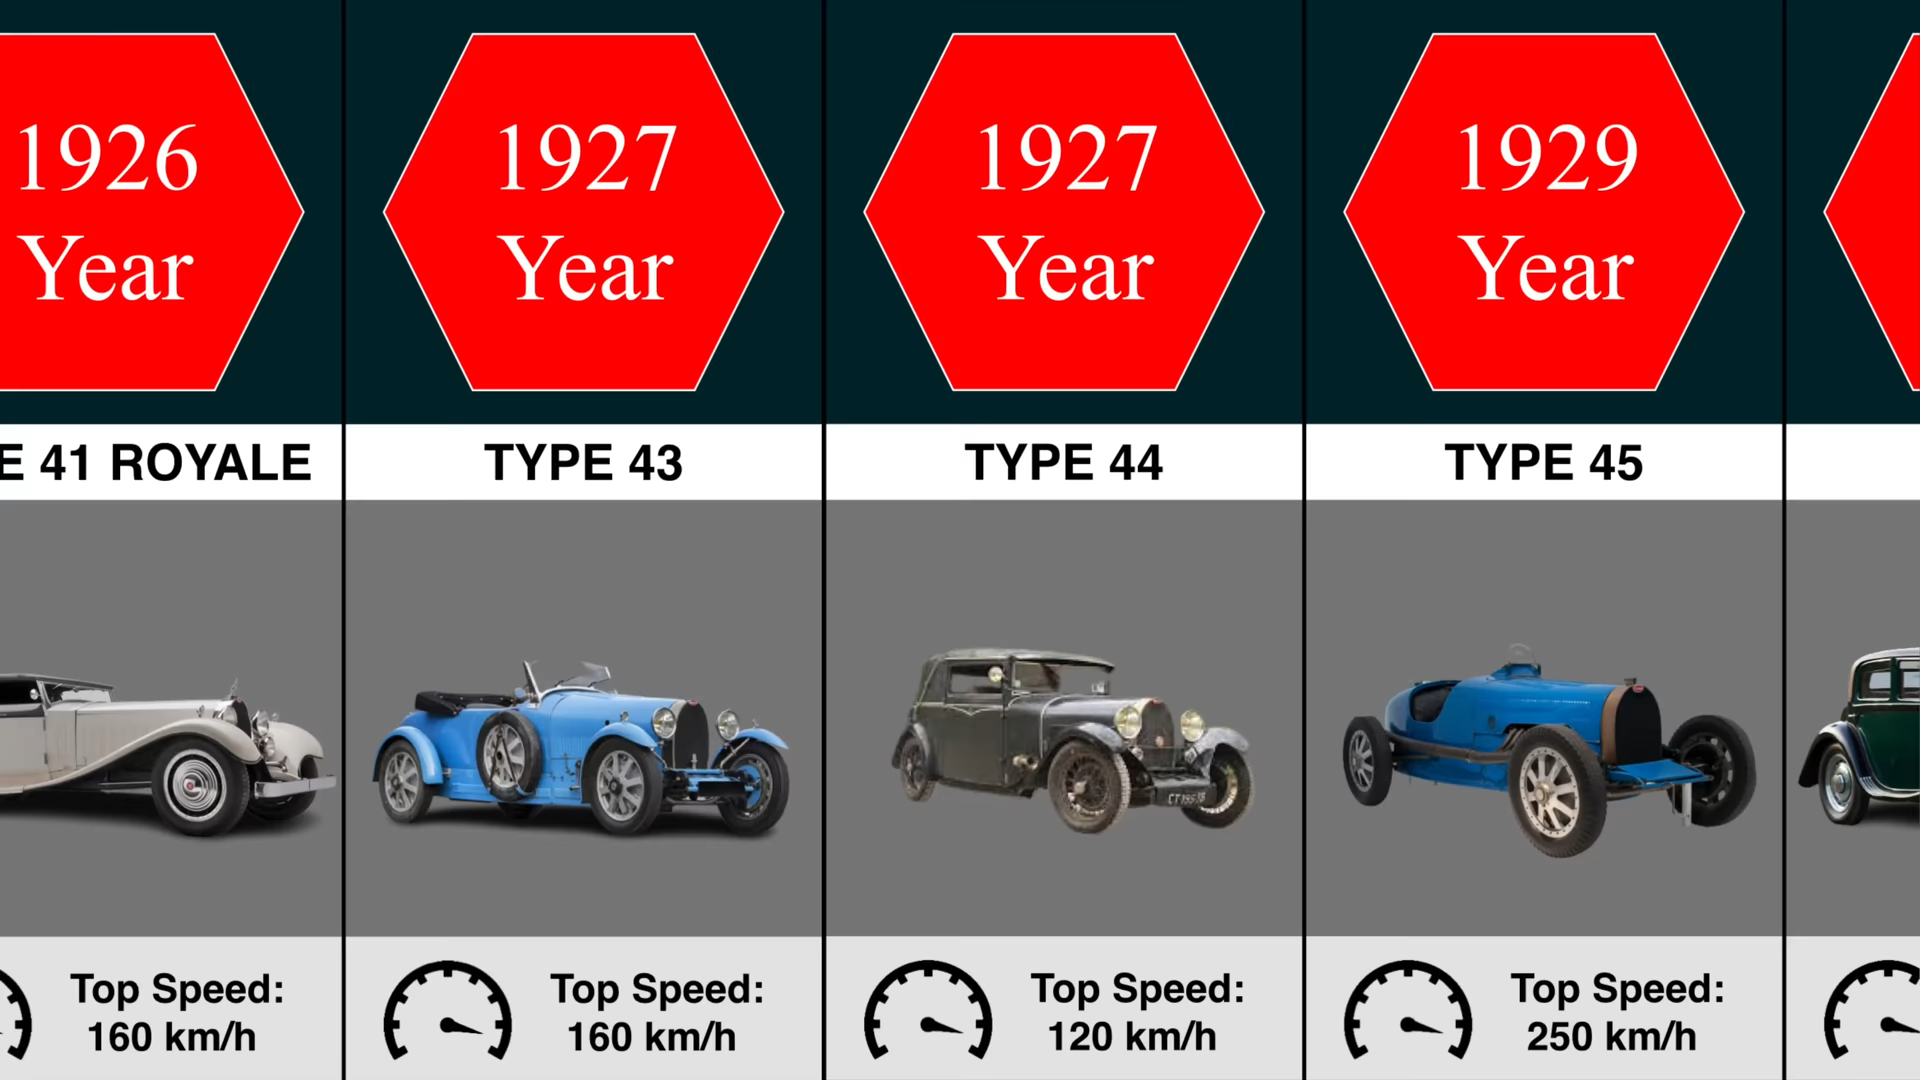 1926
Year
1927
Year
1927
Year
1929
Year
E 41 ROYALE
TYPE 43
TYPE 44
TYPE 45
Top Speed:
160 km/h
Top Speed:
160 km/h
Top Speed:
120 km/h
Top Speed:
250 km/h